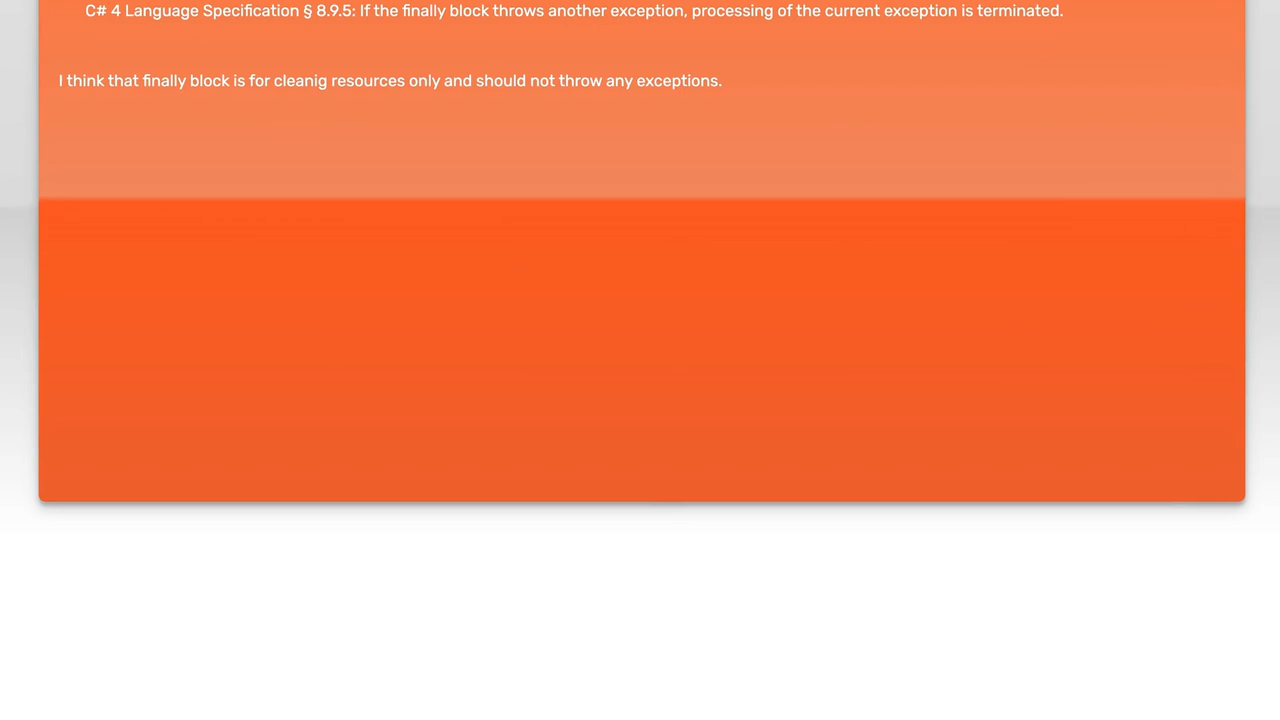 C# 4 Language Specification § 8.9.5: If the finally block throws another exception, processing of the current exception is terminated.
I think that finally block is for cleanig resources only and should not throw any exceptions.